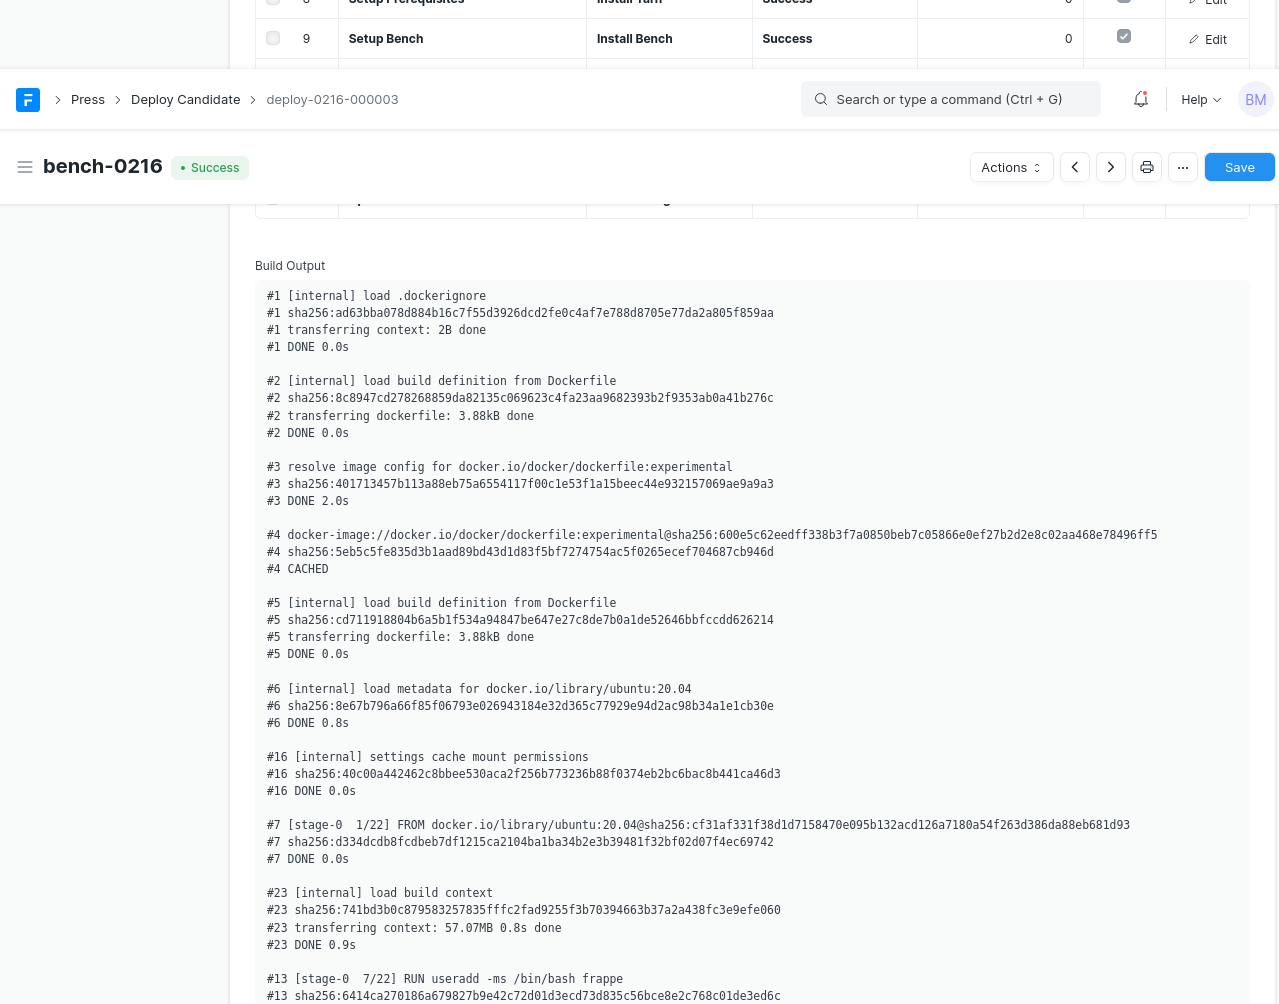 8 Setup Prerequisites Install Yarn Success 0 Edit
9 Setup Bench Install Bench Success 0 Edit
Press Deploy Candidate deploy-0216-000003 Search or type a command (Ctrl + G) Help BM
bench-0216 Success Actions ... Save
Build Output
#1 [internal] load .dockerignore
#1 sha256:ad63bba078d884b16c7f55d3926dcd2fe0c4af7e788d8705e77da2a805f859aa
#1 transferring context: 2B done
#1 DONE 0.0s
#2 [internal] load build definition from Dockerfile
#2 sha256:8c8947cd278268859da82135c069623c4fa23aa9682393b2f9353ab0a41b276c
#2 transferring dockerfile: 3.88kB done
#2 DONE 0.0s
#3 resolve image config for docker.io/docker/dockerfile:experimental
#3 sha256:401713457b113a88eb75a6554117f00c1e53f1a15beec44e932157069ae9a9a3
#3 DONE 2.0s
#4 docker-image://docker.io/docker/dockerfile:experimental@sha256:600e5c62eedff338b3f7a0850beb7c05866e0ef27b2d2e8c02aa468e78496ff5
#4 sha256:5eb5c5fe835d3b1aad89bd43d1d83f5bf7274754ac5f0265ecef704687cb946d
#4 CACHED
#5 [internal] load build definition from Dockerfile
#5 sha256:cd711918804b6a5b1f534a94847be647e27c8de7b0a1de52646bbfccdd626214
#5 transferring dockerfile: 3.88kB done
#5 DONE 0.0s
#6 [internal] load metadata for docker.io/library/ubuntu:20.04
#6 sha256:8e67b796a66f85f06793e026943184e32d365c77929e94d2ac98b34a1e1cb30e
#6 DONE 0.8s
#16 [internal] settings cache mount permissions
#16 sha256:40c00a442462c8bbee530aca2f256b773236b88f0374eb2bc6bac8b441ca46d3
#16 DONE 0.0s
#7 [stage-0  1/22] FROM docker.io/library/ubuntu:20.04@sha256:cf31af331f38d1d7158470e095b132acd126a7180a54f263d386da88eb681d93
#7 sha256:d334dcdb8fcdbeb7df1215ca2104ba1ba34b2e3b39481f32bf02d07f4ec69742
#7 DONE 0.0s
#23 [internal] load build context
#23 sha256:741bd3b0c879583257835fffc2fad9255f3b70394663b37a2a438fc3e9efe060
#23 transferring context: 57.07MB 0.8s done
#23 DONE 0.9s
#13 [stage-0  7/22] RUN useradd -ms /bin/bash frappe
#13 sha256:6414ca270186a679827b9e42c72d01d3ecd73d835c56bce8e2c768c01de3ed6c